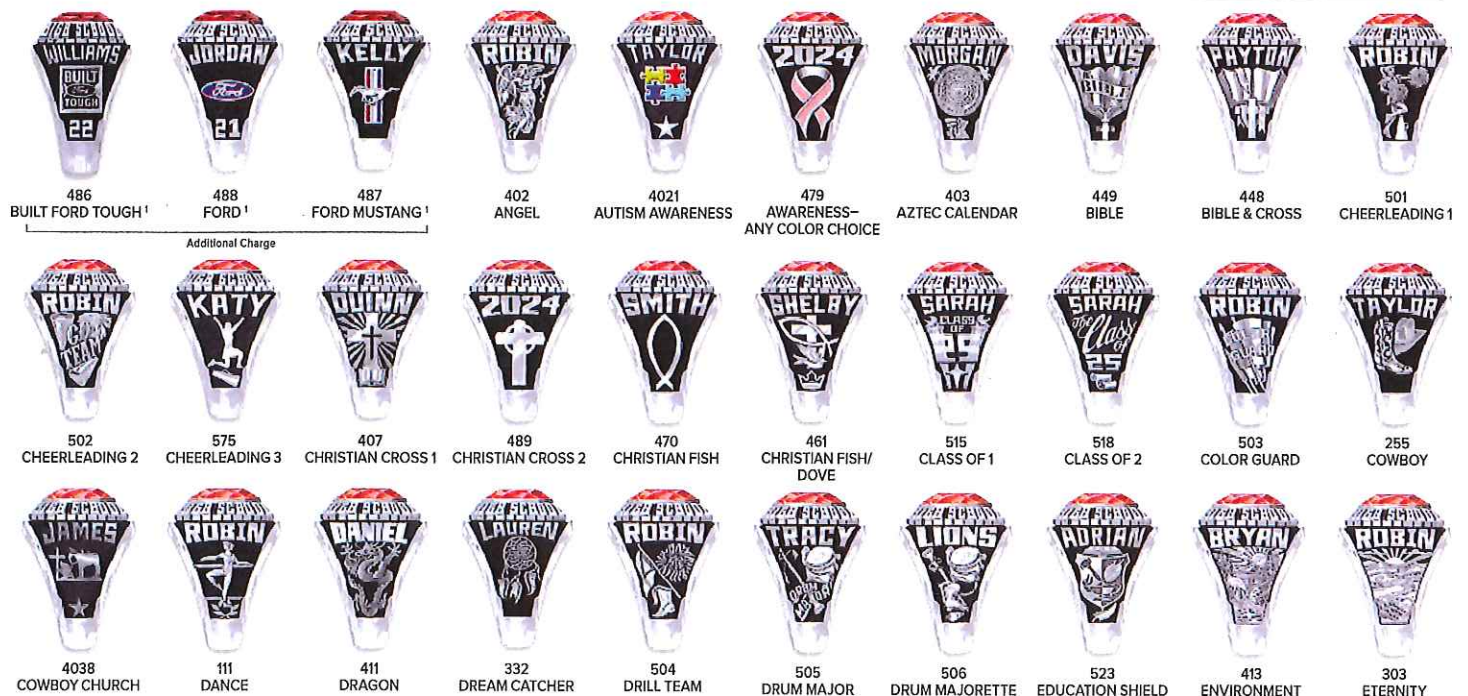 WILLIAMS JORDAN KELLY ROBIN TAYLOR 2024 MORGAN DAVIS PAYTON ROBIN
BUILT Ford TOUGH Ford BIBLE
22 21
486 488 487 402 4021 479 403 449 448 501
BUILT FORD TOUGH ¹ FORD ¹ FORD MUSTANG ¹ ANGEL AUTISM AWARENESS AWARENESS– AZTEC CALENDAR BIBLE BIBLE & CROSS CHEERLEADING 1
ANY COLOR CHOICE
Additional Charge
ROBIN KATY QUINN 2024 SMITH SHELBY SARAH SARAH ROBIN TAYLOR
TEAM CLASS OF 25 The Class of 25
502 575 407 489 470 461 515 518 503 255
CHEERLEADING 2 CHEERLEADING 3 CHRISTIAN CROSS 1 CHRISTIAN CROSS 2 CHRISTIAN FISH CHRISTIAN FISH/ CLASS OF 1 CLASS OF 2 COLOR GUARD COWBOY
DOVE
JAMES ROBIN DANIEL LAUREN ROBIN TRACY LIONS ADRIAN BRYAN ROBIN
DRUM MAJOR
4038 111 411 332 504 505 506 523 413 303
COWBOY CHURCH DANCE DRAGON DREAM CATCHER DRILL TEAM DRUM MAJOR DRUM MAJORETTE EDUCATION SHIELD ENVIRONMENT ETERNITY